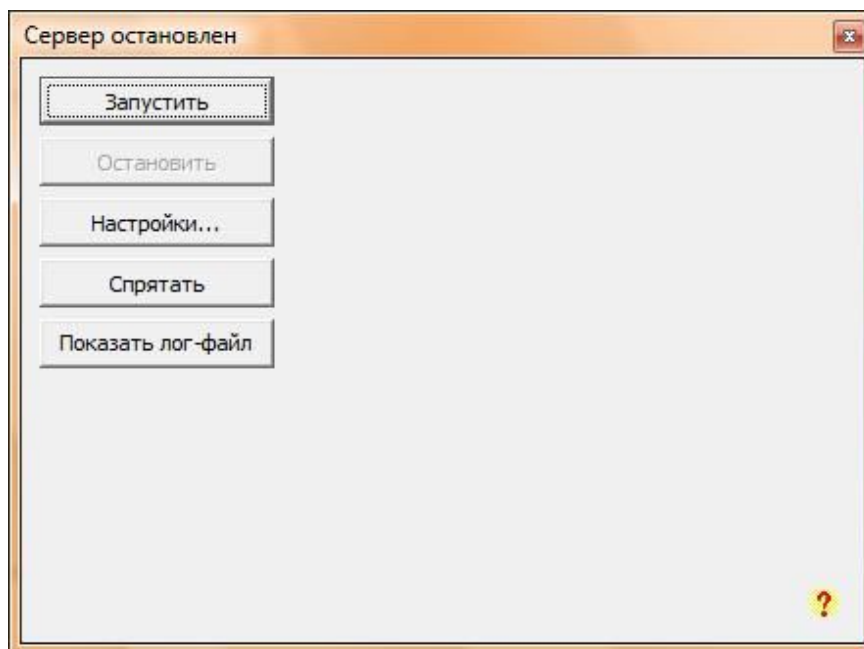 Сервер остановлен
Запустить
Остановить
Настройки...
Спрятать
Показать лог-файл
?